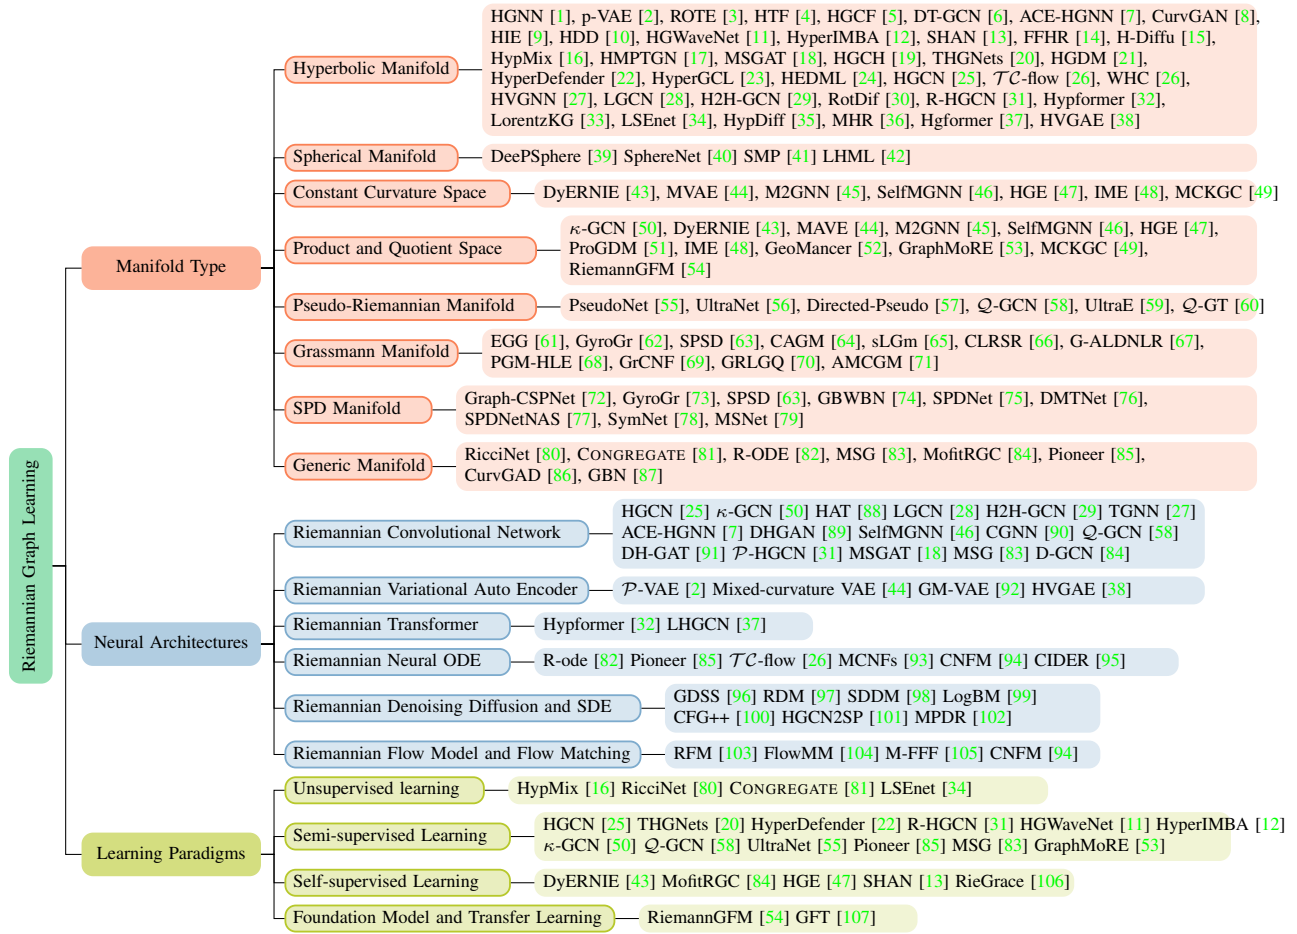 Riemannian Graph Learning
Manifold Type
Hyperbolic Manifold
HGNN [1], p-VAE [2], ROTE [3], HTF [4], HGCF [5], DT-GCN [6], ACE-HGNN [7], CurvGAN [8],
HIE [9], HDD [10], HGWaveNet [11], HyperIMBA [12], SHAN [13], FFHR [14], H-Diffu [15],
HypMix [16], HMPTGN [17], MSGAT [18], HGCH [19], THGNets [20], HGDM [21],
HyperDefender [22], HyperGCL [23], HEDML [24], HGCN [25], 𝒯𝒞-flow [26], WHC [26],
HVGNN [27], LGCN [28], H2H-GCN [29], RotDif [30], R-HGCN [31], Hypformer [32],
LorentzKG [33], LSEnet [34], HypDiff [35], MHR [36], Hgformer [37], HVGAE [38]
Spherical Manifold
DeePSphere [39] SphereNet [40] SMP [41] LHML [42]
Constant Curvature Space
DyERNIE [43], MVAE [44], M2GNN [45], SelfMGNN [46], HGE [47], IME [48], MCKGC [49]
Product and Quotient Space
κ-GCN [50], DyERNIE [43], MAVE [44], M2GNN [45], SelfMGNN [46], HGE [47],
ProGDM [51], IME [48], GeoMancer [52], GraphMoRE [53], MCKGC [49],
RiemannGFM [54]
Pseudo-Riemannian Manifold
PseudoNet [55], UltraNet [56], Directed-Pseudo [57], 𝒬-GCN [58], UltraE [59], 𝒬-GT [60]
Grassmann Manifold
EGG [61], GyroGr [62], SPSD [63], CAGM [64], sLGm [65], CLRSR [66], G-ALDNLR [67],
PGM-HLE [68], GrCNF [69], GRLGQ [70], AMCGM [71]
SPD Manifold
Graph-CSPNet [72], GyroGr [73], SPSD [63], GBWBN [74], SPDNet [75], DMTNet [76],
SPDNetNAS [77], SymNet [78], MSNet [79]
Generic Manifold
RicciNet [80], CONGREGATE [81], R-ODE [82], MSG [83], MofitRGC [84], Pioneer [85],
CurvGAD [86], GBN [87]
Neural Architectures
Riemannian Convolutional Network
HGCN [25] κ-GCN [50] HAT [88] LGCN [28] H2H-GCN [29] TGNN [27]
ACE-HGNN [7] DHGAN [89] SelfMGNN [46] CGNN [90] 𝒬-GCN [58]
DH-GAT [91] 𝒫-HGCN [31] MSGAT [18] MSG [83] D-GCN [84]
Riemannian Variational Auto Encoder
𝒫-VAE [2] Mixed-curvature VAE [44] GM-VAE [92] HVGAE [38]
Riemannian Transformer
Hypformer [32] LHGCN [37]
Riemannian Neural ODE
R-ode [82] Pioneer [85] 𝒯𝒞-flow [26] MCNFs [93] CNFM [94] CIDER [95]
Riemannian Denoising Diffusion and SDE
GDSS [96] RDM [97] SDDM [98] LogBM [99]
CFG++ [100] HGCN2SP [101] MPDR [102]
Riemannian Flow Model and Flow Matching
RFM [103] FlowMM [104] M-FFF [105] CNFM [94]
Learning Paradigms
Unsupervised learning
HypMix [16] RicciNet [80] CONGREGATE [81] LSEnet [34]
Semi-supervised Learning
HGCN [25] THGNets [20] HyperDefender [22] R-HGCN [31] HGWaveNet [11] HyperIMBA [12]
κ-GCN [50] 𝒬-GCN [58] UltraNet [55] Pioneer [85] MSG [83] GraphMoRE [53]
Self-supervised Learning
DyERNIE [43] MofitRGC [84] HGE [47] SHAN [13] RieGrace [106]
Foundation Model and Transfer Learning
RiemannGFM [54] GFT [107]